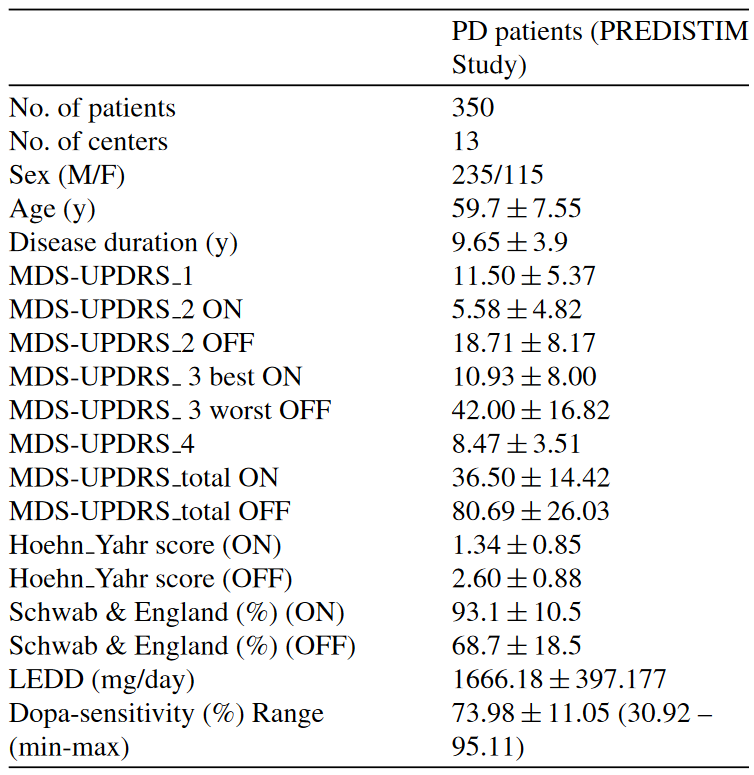 PD patients (PREDISTIM
Study)
No. of patients 350
No. of centers 13
Sex (M/F) 235/115
Age (y) 59.7 ± 7.55
Disease duration (y) 9.65 ± 3.9
MDS-UPDRS_1 11.50 ± 5.37
MDS-UPDRS_2 ON 5.58 ± 4.82
MDS-UPDRS_2 OFF 18.71 ± 8.17
MDS-UPDRS_ 3 best ON 10.93 ± 8.00
MDS-UPDRS_ 3 worst OFF 42.00 ± 16.82
MDS-UPDRS_4 8.47 ± 3.51
MDS-UPDRS_total ON 36.50 ± 14.42
MDS-UPDRS_total OFF 80.69 ± 26.03
Hoehn_Yahr score (ON) 1.34 ± 0.85
Hoehn_Yahr score (OFF) 2.60 ± 0.88
Schwab & England (%) (ON) 93.1 ± 10.5
Schwab & England (%) (OFF) 68.7 ± 18.5
LEDD (mg/day) 1666.18 ± 397.177
Dopa-sensitivity (%) Range 73.98 ± 11.05 (30.92 –
(min-max) 95.11)